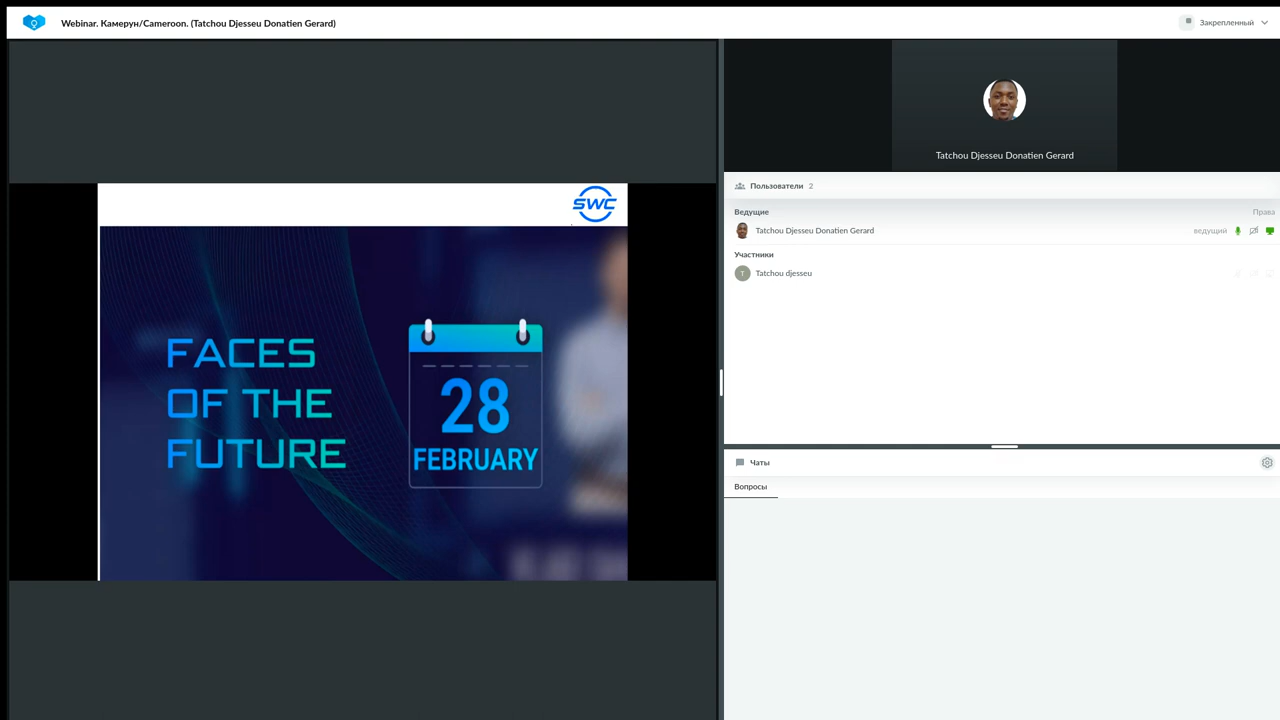 Webinar. Камерун/Cameroon. (Tatchou Djesseu Donatien Gerard)
Закрепленный
SWC
FACES
OF THE
FUTURE
28
FEBRUARY
Tatchou Djesseu Donatien Gerard
Пользователи 2
Ведущие Права
Tatchou Djesseu Donatien Gerard ведущий
Участники
T Tatchou djesseu
Чаты
Вопросы